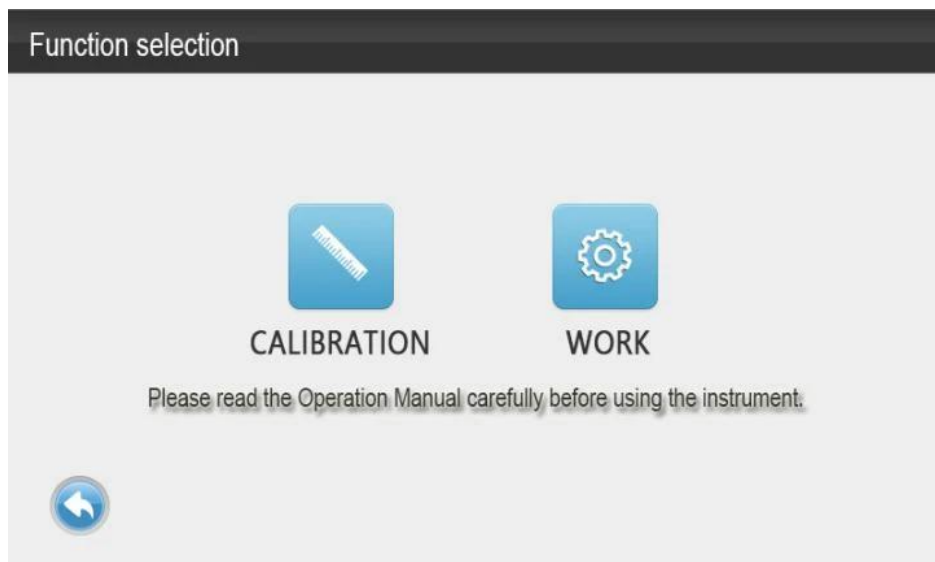 Function selection
CALIBRATION WORK
Please read the Operation Manual carefully before using the instrument.